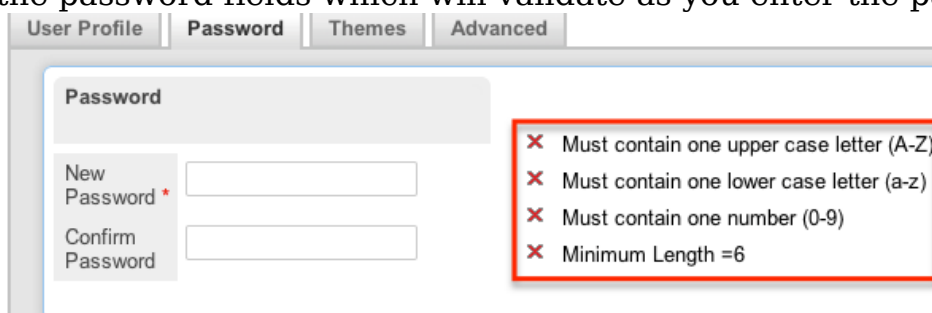 the password fields which will validate as you enter the p
User Profile Password Themes Advanced
Password
Must contain one upper case letter (A-Z)
New Password * Must contain one lower case letter (a-z)
Must contain one number (0-9)
Confirm Password Minimum Length =6